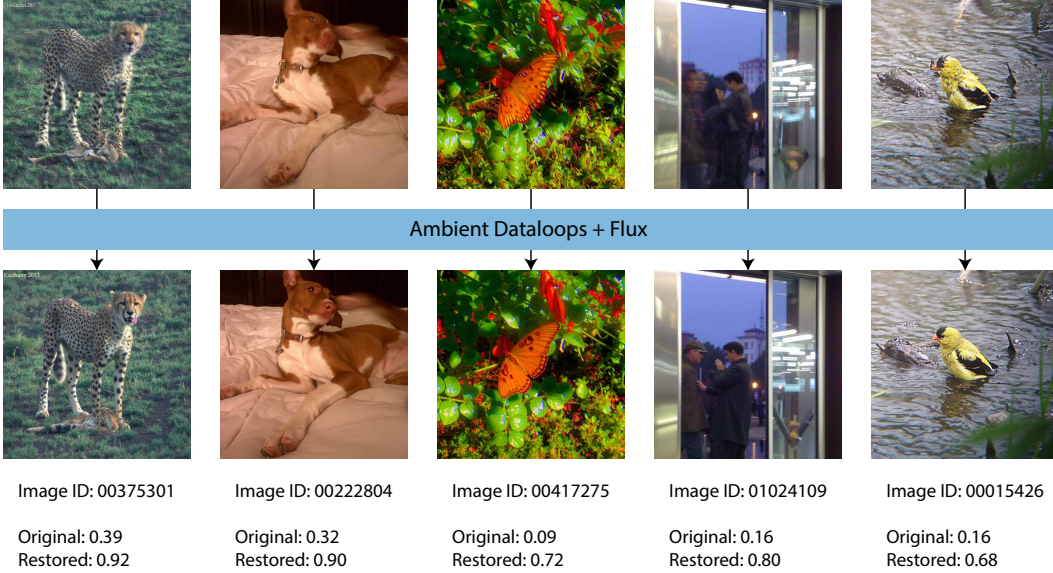 Ambient Dataloops + Flux
Image ID: 00375301
Original: 0.39
Restored: 0.92
Image ID: 00222804
Original: 0.32
Restored: 0.90
Image ID: 00417275
Original: 0.09
Restored: 0.72
Image ID: 01024109
Original: 0.16
Restored: 0.80
Image ID: 00015426
Original: 0.16
Restored: 0.68